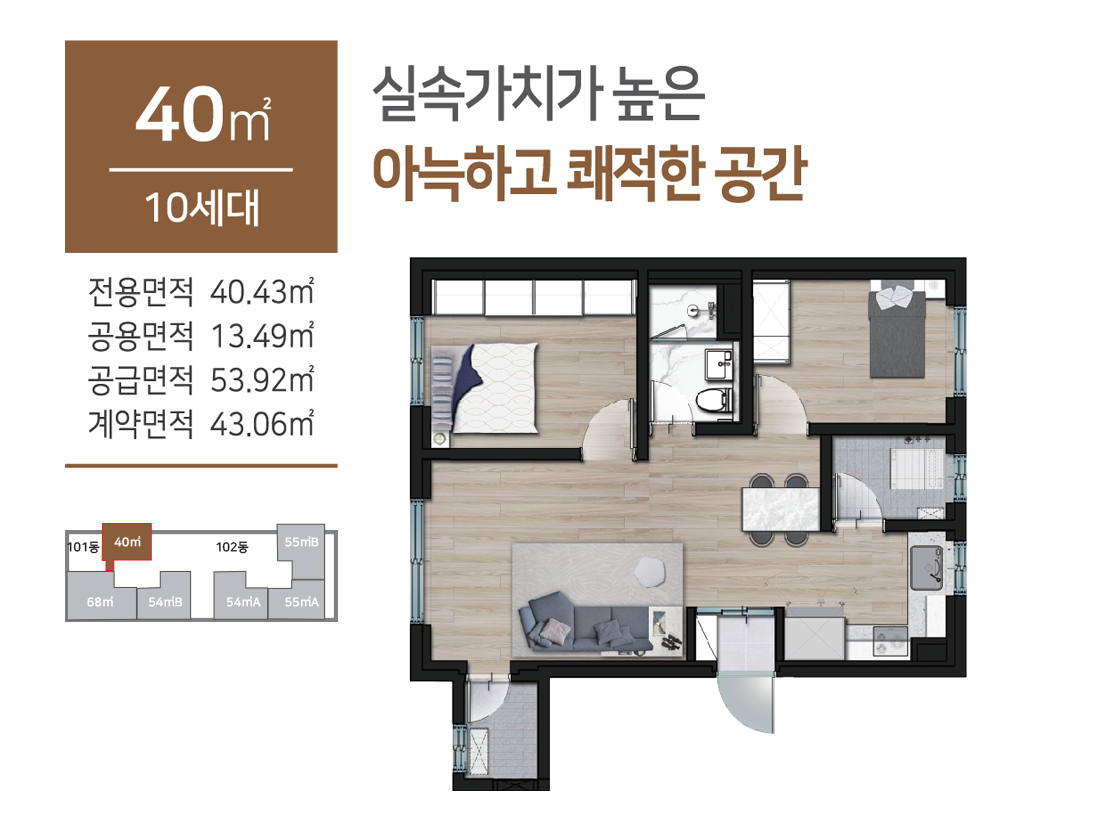 40㎡
10세대
실속가치가 높은
아늑하고 쾌적한 공간
전용면적 40.43㎡
공용면적 13.49㎡
공급면적 53.92㎡
계약면적 43.06㎡
101동
40㎡
102동
55㎡B
68㎡
54㎡B
54㎡A
55㎡A